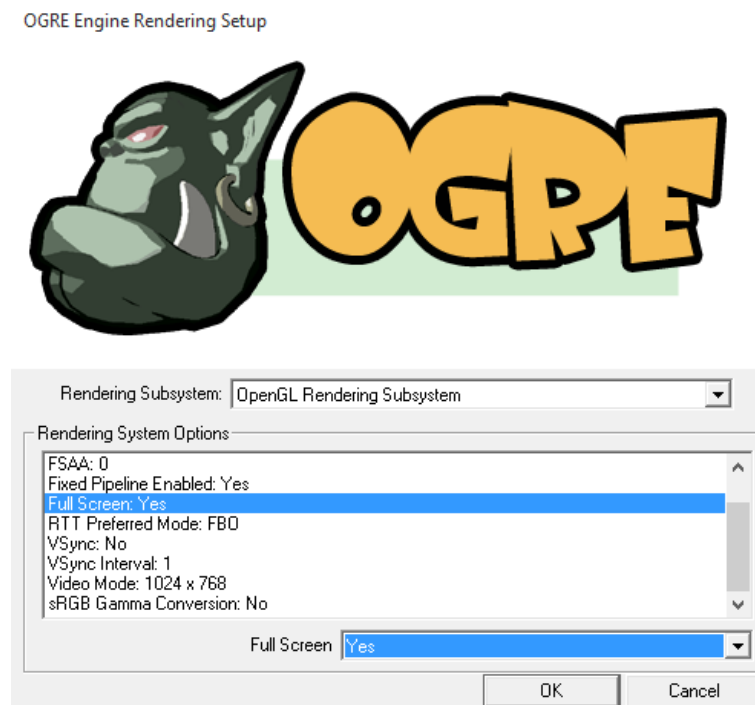 OGRE Engine Rendering Setup
OGRE
Rendering Subsystem: OpenGL Rendering Subsystem
Rendering System Options
FSAA: 0
Fixed Pipeline Enabled: Yes
Full Screen: Yes
RTT Preferred Mode: FBO
VSync: No
VSync Interval: 1
Video Mode: 1024 x 768
sRGB Gamma Conversion: No
Full Screen Yes
OK Cancel